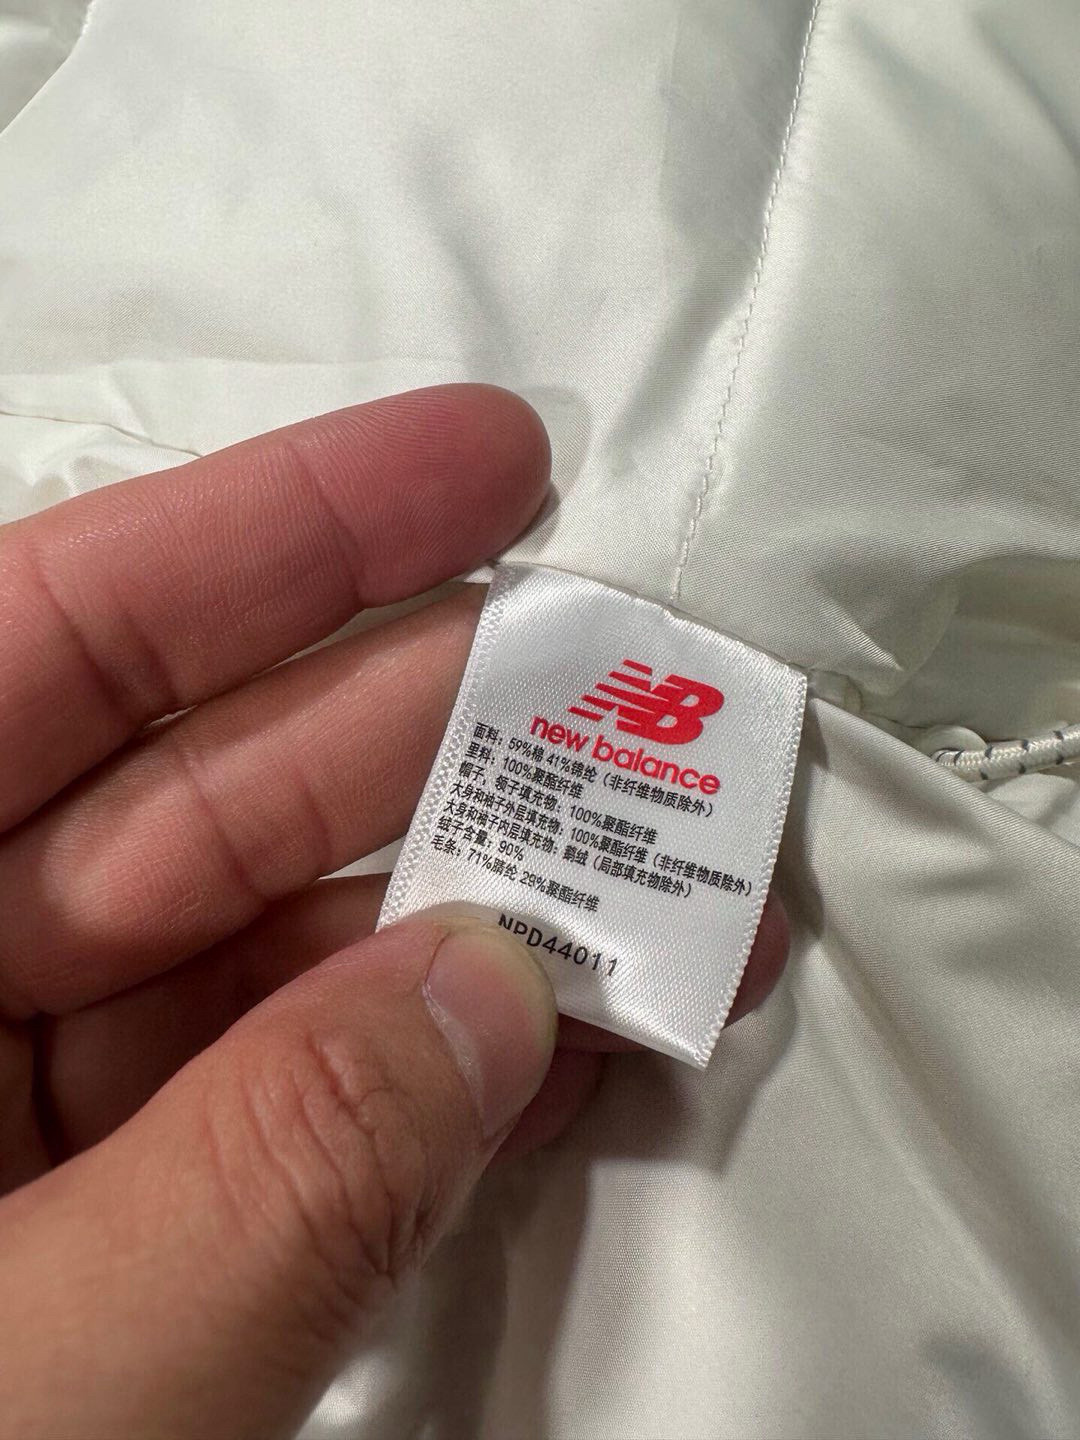 NB
new balance
面料：59%棉 41%锦纶（非纤维物质除外）
里料：100%聚酯纤维
帽子，领子填充物：100%聚酯纤维
大身和袖子外层填充物：100%聚酯纤维（非纤维物质除外）
大身和袖子内层填充物：鹅绒（局部填充物除外）
绒子含量：90%
毛条：71%腈纶 29%聚酯纤维
NPD44011